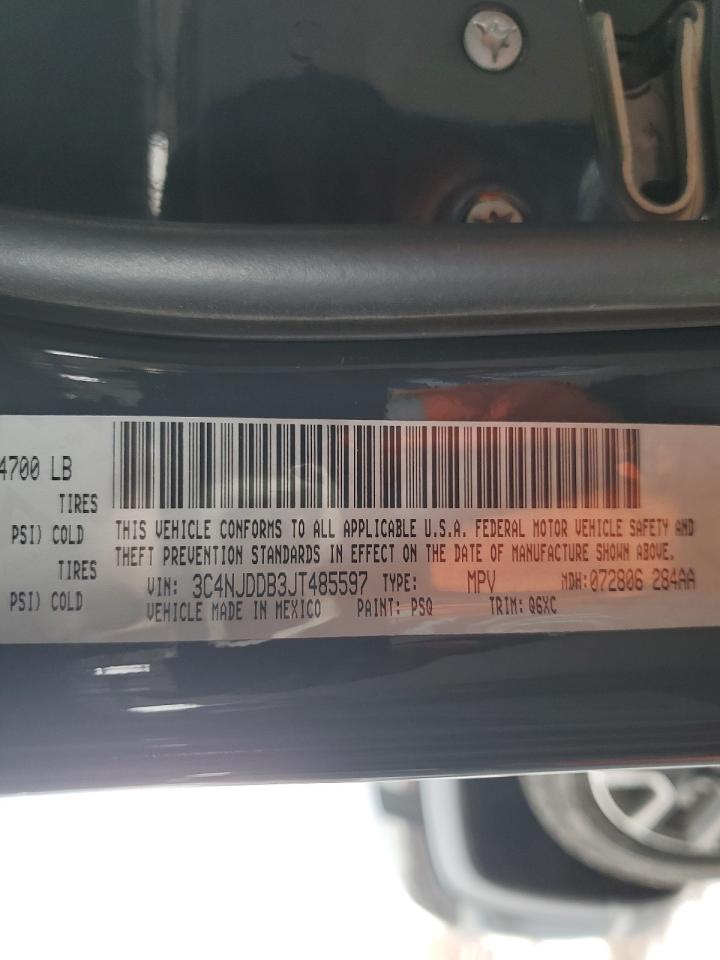 4700 LB
TIRES
PSI) COLD
TIRES
PSI) COLD
THIS VEHICLE CONFORMS TO ALL APPLICABLE U.S.A. FEDERAL MOTOR VEHICLE SAFETY AND
THEFT PREVENTION STANDARDS IN EFFECT ON THE DATE OF MANUFACTURE SHOWN ABOVE.
VIN: 3C4NJDDB3JT485597 TYPE: MPV MDH:072806 284AA
VEHICLE MADE IN MEXICO PAINT: PSQ TRIM: Q6XC